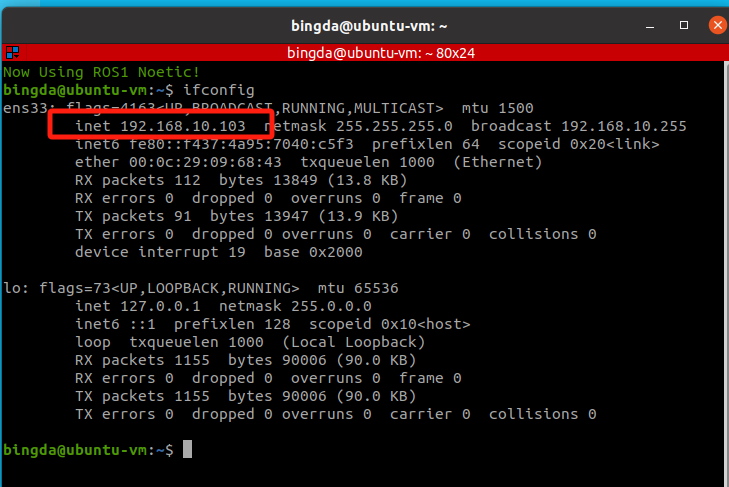 bingda@ubuntu-vm: ~
bingda@ubuntu-vm: ~ 80x24
Now Using ROS1 Noetic!
bingda@ubuntu-vm:~$ ifconfig
ens33: flags=4163<UP,BROADCAST,RUNNING,MULTICAST>  mtu 1500
        inet 192.168.10.103  netmask 255.255.255.0  broadcast 192.168.10.255
        inet6 fe80::f437:4a95:7040:c5f3  prefixlen 64  scopeid 0x20<link>
        ether 00:0c:29:09:68:43  txqueuelen 1000  (Ethernet)
        RX packets 112  bytes 13849 (13.8 KB)
        RX errors 0  dropped 0  overruns 0  frame 0
        TX packets 91  bytes 13947 (13.9 KB)
        TX errors 0  dropped 0 overruns 0  carrier 0  collisions 0
        device interrupt 19  base 0x2000
lo: flags=73<UP,LOOPBACK,RUNNING>  mtu 65536
        inet 127.0.0.1  netmask 255.0.0.0
        inet6 ::1  prefixlen 128  scopeid 0x10<host>
        loop  txqueuelen 1000  (Local Loopback)
        RX packets 1155  bytes 90006 (90.0 KB)
        RX errors 0  dropped 0  overruns 0  frame 0
        TX packets 1155  bytes 90006 (90.0 KB)
        TX errors 0  dropped 0 overruns 0  carrier 0  collisions 0
bingda@ubuntu-vm:~$